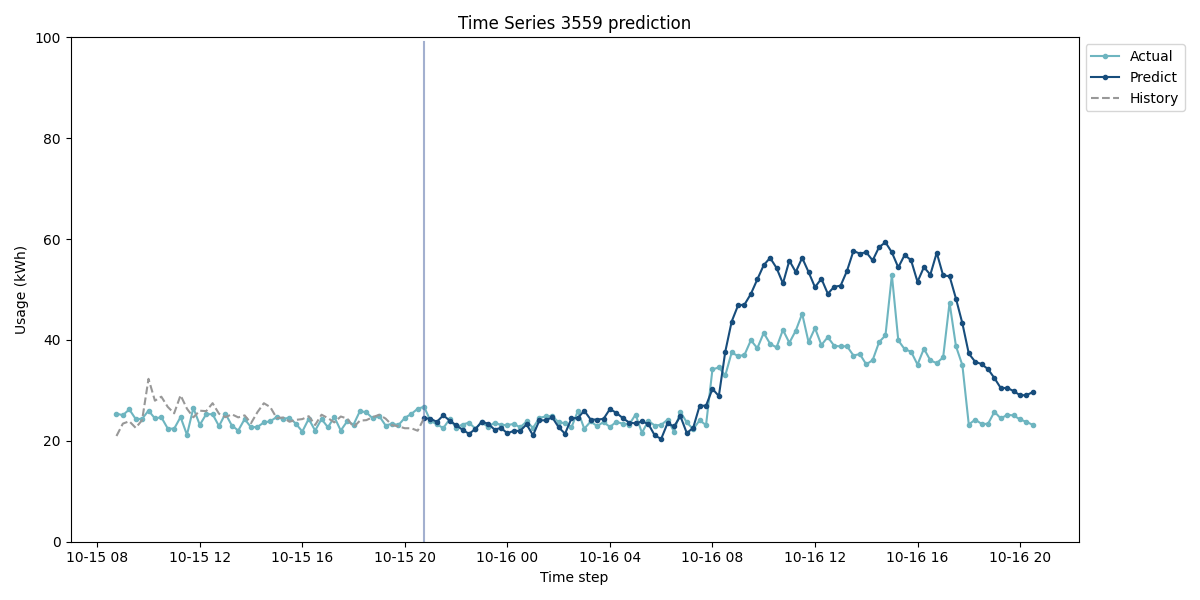 Time Series 3559 prediction
100
80
60
40
20
0
Usage (kWh)
10-15 08
10-15 12
10-15 16
10-15 20
10-16 00
10-16 04
10-16 08
10-16 12
10-16 16
10-16 20
Time step
Actual
Predict
History